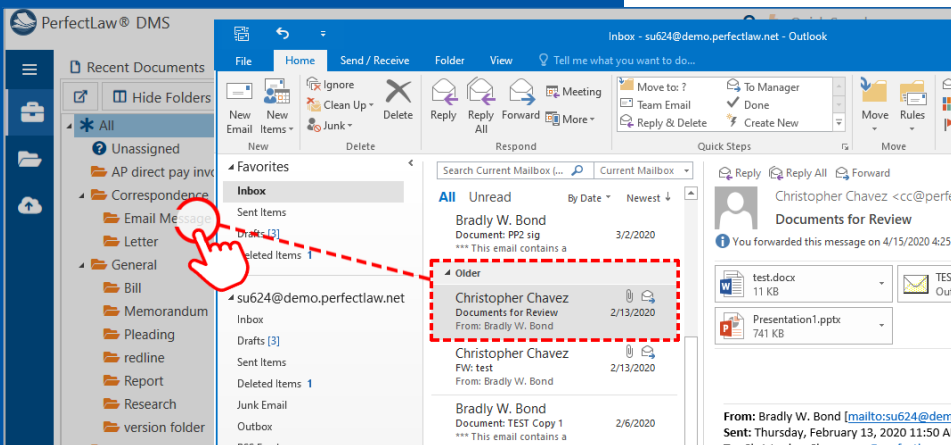 PerfectLaw® DMS
Recent Documents
Hide Folders
All
Unassigned
AP direct pay
Correspondence
Email
Letter
General
Bill
Memorandum
Pleading
redline
Report
Research
version folder
Inbox - su624@demo.perfectlaw.net - Outlook
File Home Send / Receive Folder View Tell me what you want to do...
New Email
New Items
New
Ignore
Clean Up
Junk
Delete
Delete
Reply
Reply All
Forward
Meeting
More
Respond
Move to: ?
Team Email
Reply & Delete
To Manager
Done
Create New
Quick Steps
Move
Rules
Move
Favorites
Inbox
Sent Items
Drafts [3]
Deleted Items 1
su624@demo.perfectlaw.net
Inbox
Drafts [3]
Sent Items
Deleted Items 1
Junk Email
Outbox
Search Current Mailbox (... Current Mailbox
All Unread By Date Newest
Bradly W. Bond
Document: PP2 sig 3/2/2020
*** This email contains a
Older
Christopher Chavez
Documents for Review 2/13/2020
From: Bradly W. Bond
Christopher Chavez
FW: test 2/13/2020
From: Bradly W. Bond
Bradly W. Bond
Document: TEST Copy 1 2/6/2020
*** This email contains a
Reply Reply All Forward
Christopher Chavez <cc@perfe
Documents for Review
You forwarded this message on 4/15/2020 4:25
test.docx
11 KB
TES
Out
Presentation1.pptx
741 KB
From: Bradly W. Bond [mailto:su624@dem
Sent: Thursday, February 13, 2020 11:50 A